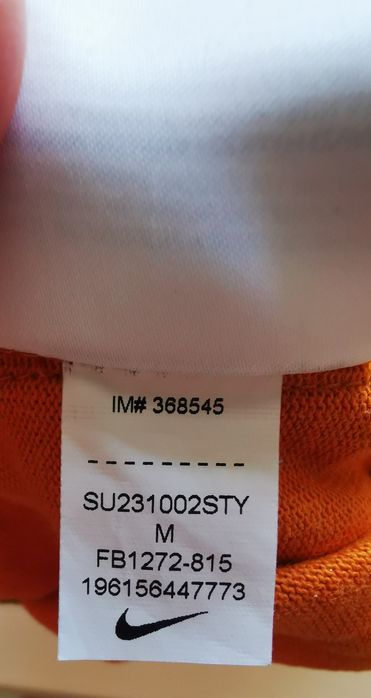 IM# 368545
----------
SU231002STY
M
FB1272-815
196156447773